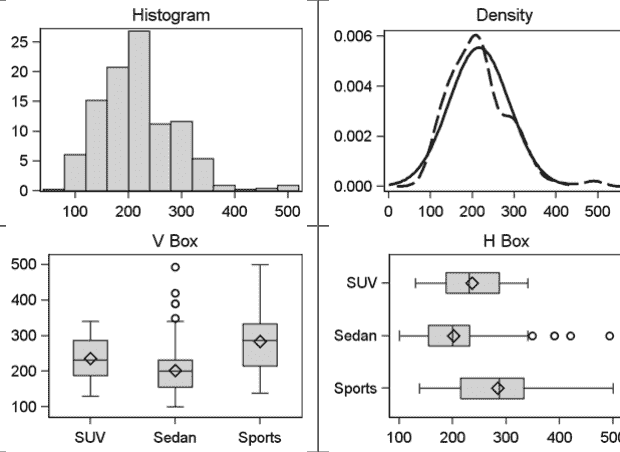 Histogram
25
20
15
10
5
0
100 200 300 400 500
Density
0.006
0.004
0.002
0.000
0 100 200 300 400 500
V Box
500
400
300
200
100
SUV Sedan Sports
H Box
SUV
Sedan
Sports
100 200 300 400 500